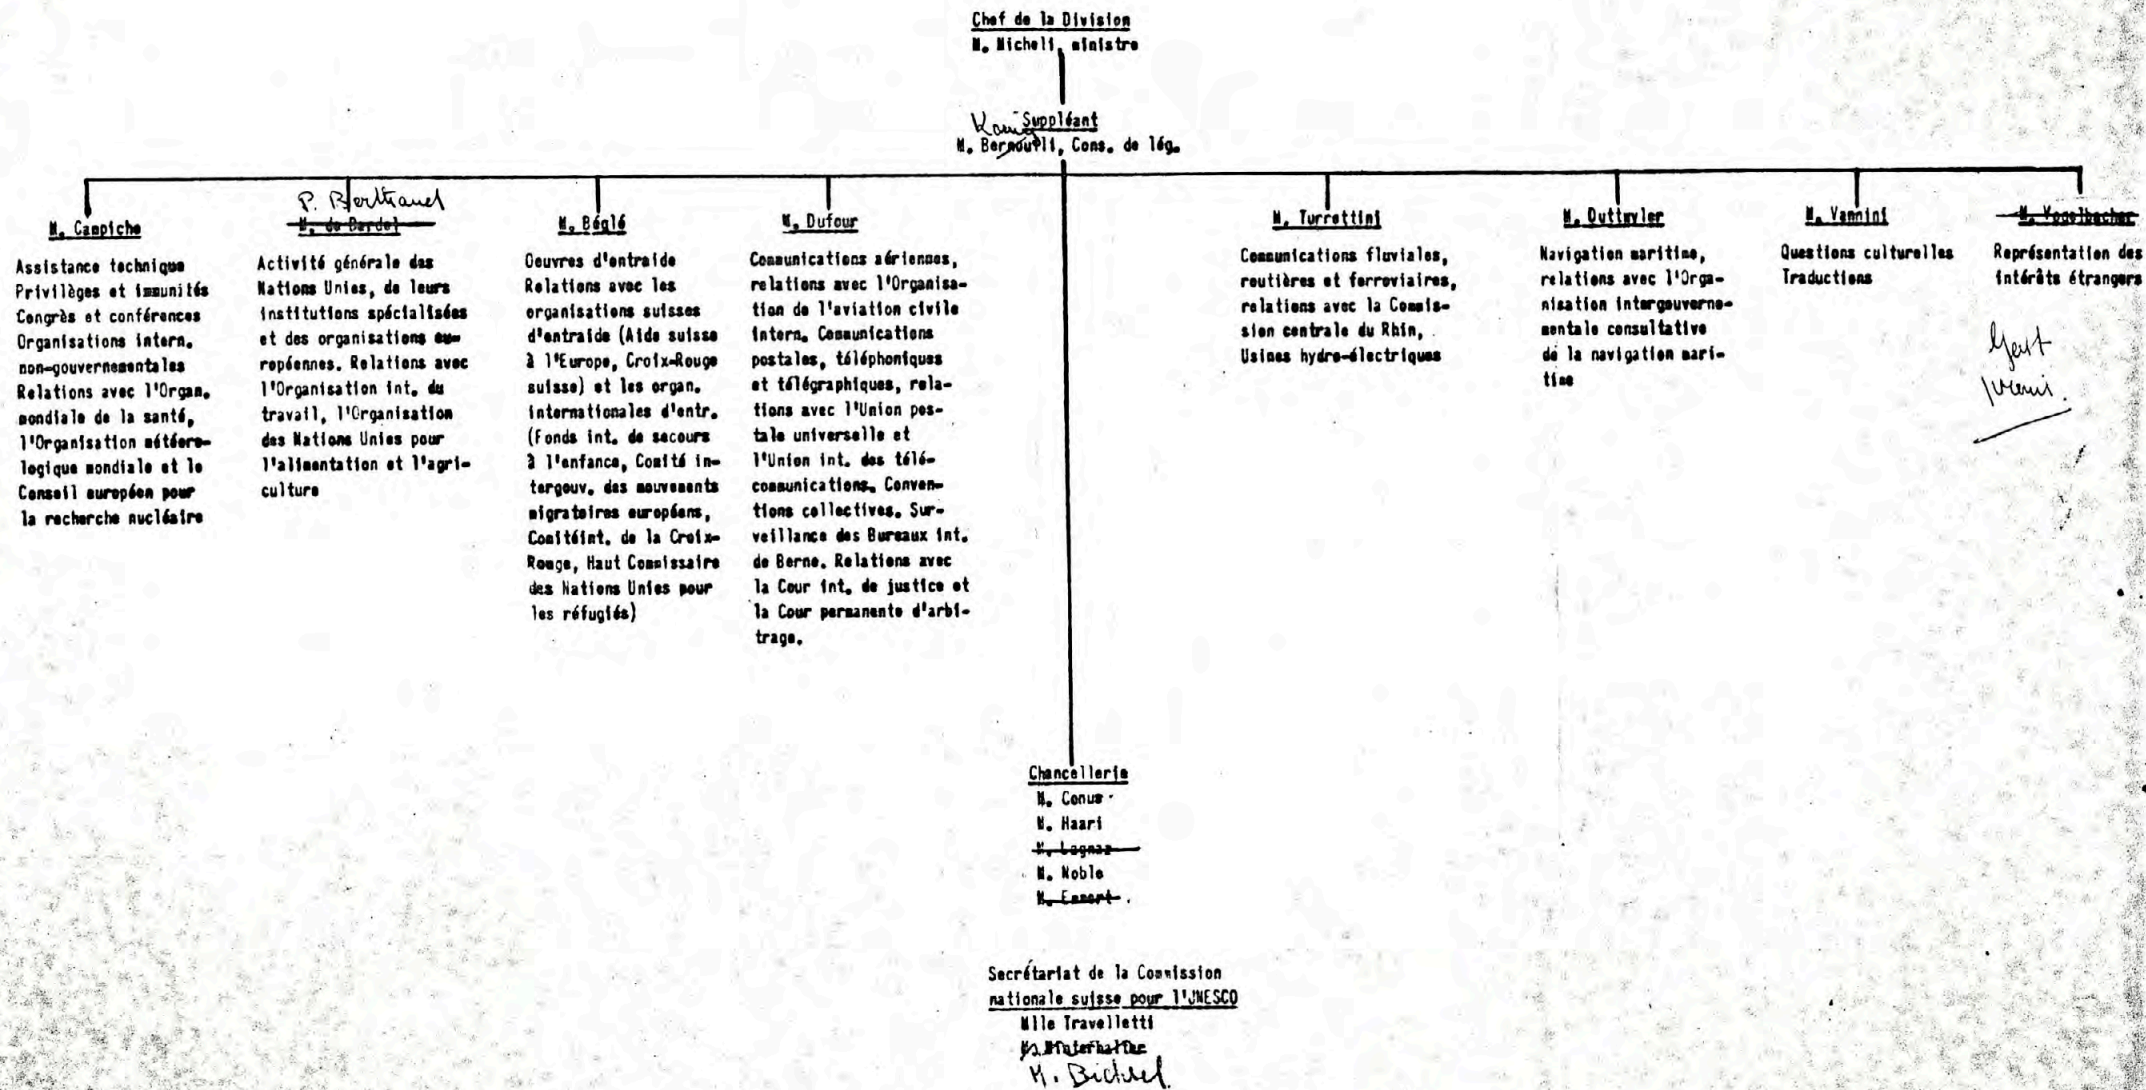 Chef de la Division
M. Micheli, ministre
Suppléant
M. Bernoulli, Cons. de lég.
M. Campiche
Assistance technique
Privilèges et immunités
Congrès et conférences
Organisations intern.
non-gouvernementales
Relations avec l'Organ.
mondiale de la santé,
l'Organisation météoro-
logique mondiale et le
Conseil européen pour
la recherche nucléaire
P. Bertrand
M. de Dardel
Activité générale des
Nations Unies, de leurs
institutions spécialisées
et des organisations eu-
ropéennes. Relations avec
l'Organisation int. du
travail, l'Organisation
des Nations Unies pour
l'alimentation et l'agri-
culture
M. Béglé
Oeuvres d'entraide
Relations avec les
organisations suisses
d'entraide (Aide suisse
à l'Europe, Croix-Rouge
suisse) et les organ.
internationales d'entr.
(Fonds int. de secours
à l'enfance, Comité in-
tergouv. des mouvements
migratoires européens,
Comitéint. de la Croix-
Rouge, Haut Commissaire
des Nations Unies pour
les réfugiés)
M. Dufour
Communications aériennes,
relations avec l'Organisa-
tion de l'aviation civile
intern. Communications
postales, téléphoniques
et télégraphiques, rela-
tions avec l'Union pos-
tale universelle et
l'Union int. des télé-
communications. Conven-
tions collectives. Sur-
veillance des Bureaux int.
de Berne. Relations avec
la Cour int. de justice et
la Cour permanente d'arbi-
trage.
M. Turrettini
Communications fluviales,
routières et ferroviaires,
relations avec la Commis-
sion centrale du Rhin,
Usines hydro-électriques
M. Duttwyler
Navigation maritime,
relations avec l'Orga-
nisation intergouverne-
mentale consultative
de la navigation mari-
time
M. Vannini
Questions culturelles
Traductions
M. Vogelbacher
Représentation des
intérêts étrangers
Chancellerie
M. Conus
M. Haari
M. Lagnaz
M. Noble
M. Emmert
Secrétariat de la Commission
nationale suisse pour l'UNESCO
Mlle Travelletti
M. Bichsel